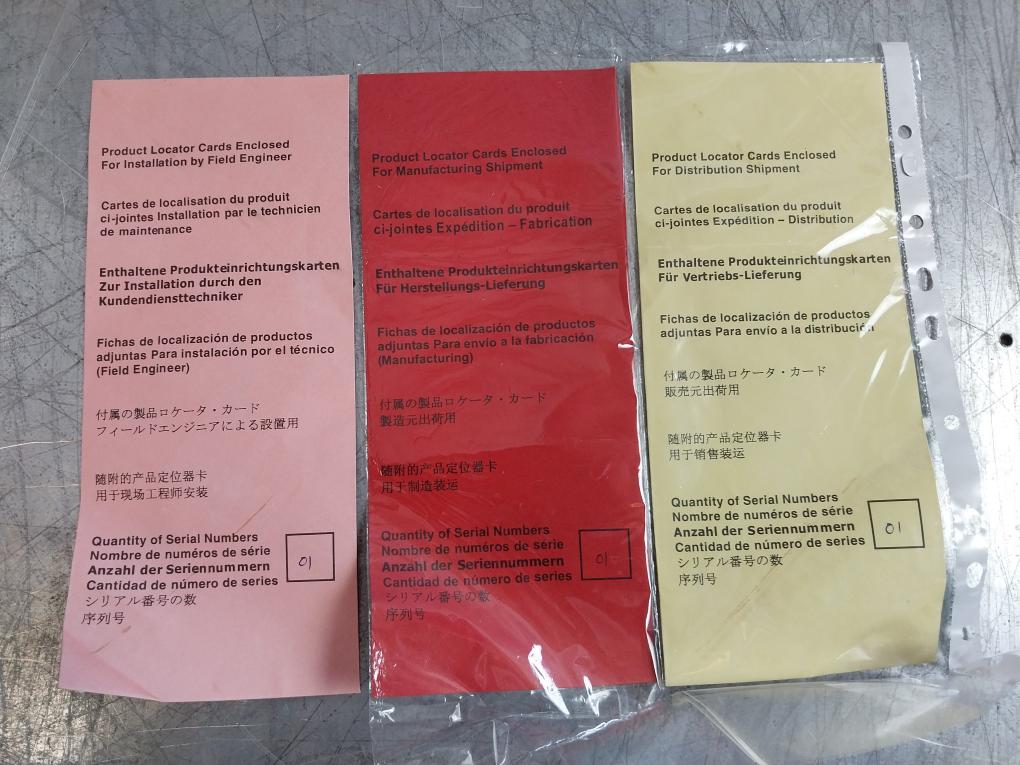 Product Locator Cards Enclosed
For Installation by Field Engineer
Cartes de localisation du produit
ci-jointes Installation par le technicien
de maintenance
Enthaltene Produkteinrichtungskarten
Zur Installation durch den
Kundendiensttechniker
Fichas de localización de productos
adjuntas Para instalación por el técnico
(Field Engineer)
付属の製品ロケータ・カード
フィールドエンジニアによる設置用
随附的产品定位器卡
用于现场工程师安装
Quantity of Serial Numbers
Nombre de numéros de série
Anzahl der Seriennummern
Cantidad de número de series
シリアル番号の数
序列号
01
Product Locator Cards Enclosed
For Manufacturing Shipment
Cartes de localisation du produit
ci-jointes Expédition – Fabrication
Enthaltene Produkteinrichtungskarten
Für Herstellungs-Lieferung
Fichas de localización de productos
adjuntas Para envío a la fabricación
(Manufacturing)
付属の製品ロケータ・カード
製造元出荷用
随附的产品定位器卡
用于制造装运
Quantity of Serial Numbers
Nombre de numéros de série
Anzahl der Seriennummern
Cantidad de número de series
シリアル番号の数
序列号
01
Product Locator Cards Enclosed
For Distribution Shipment
Cartes de localisation du produit
ci-jointes Expédition – Distribution
Enthaltene Produkteinrichtungskarten
Für Vertriebs-Lieferung
Fichas de localización de productos
adjuntas Para envío a la distribución
付属の製品ロケータ・カード
販売元出荷用
随附的产品定位器卡
用于销售装运
Quantity of Serial Numbers
Nombre de numéros de série
Anzahl der Seriennummern
Cantidad de número de series
シリアル番号の数
序列号
01